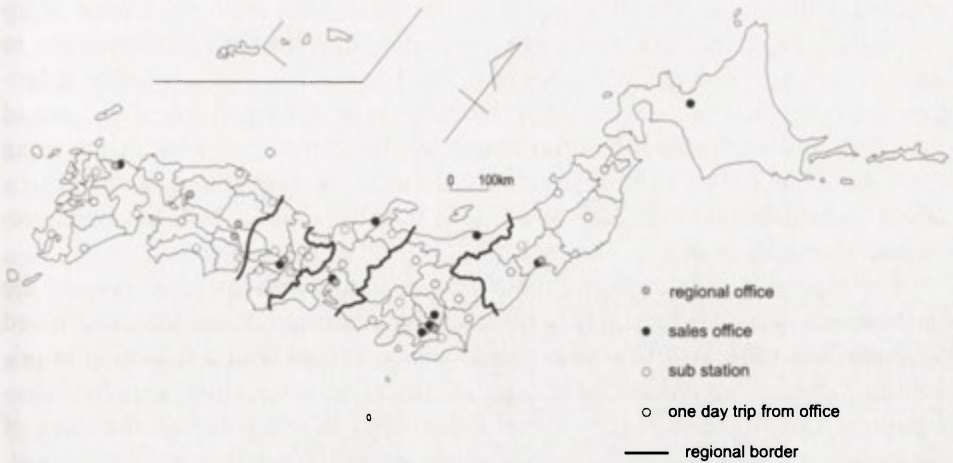 0 100km
regional office
sales office
sub station
one day trip from office
regional border